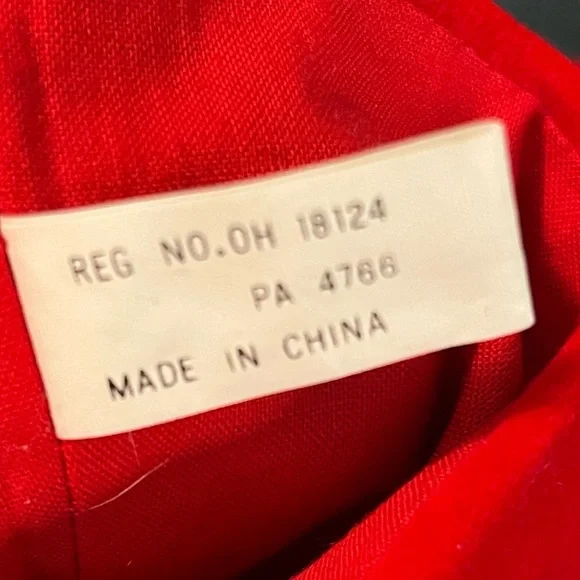 REG NO.OH 18124
PA 4766
MADE IN CHINA